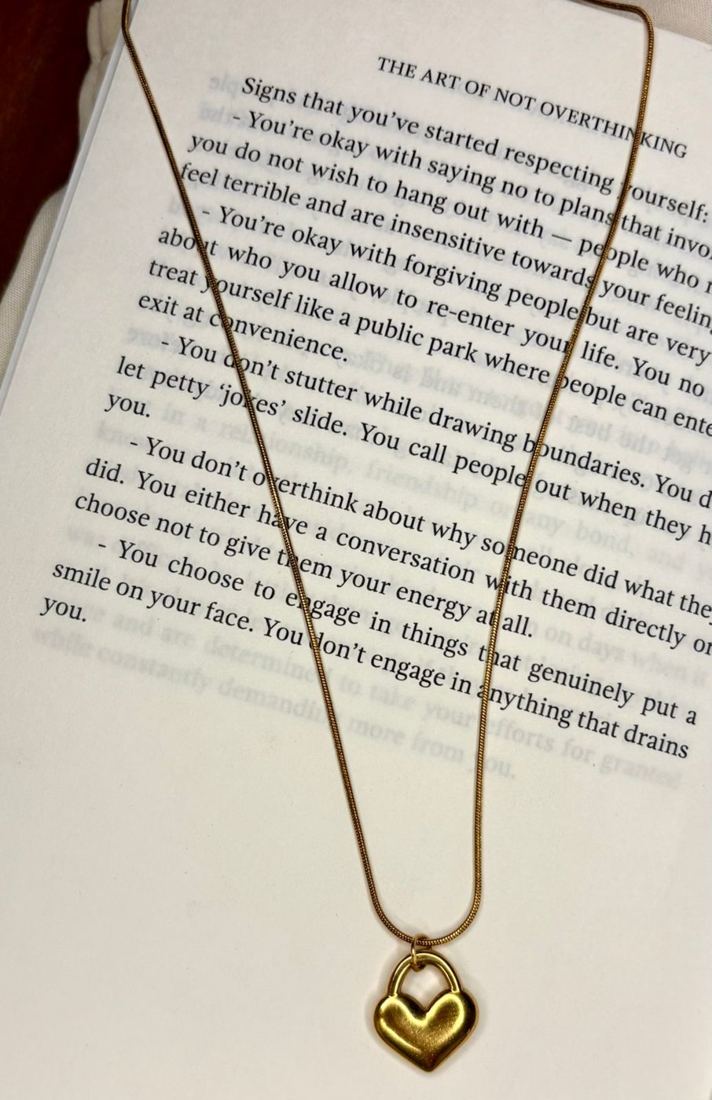 THE ART OF NOT OVERTHINKING
Signs that you've started respecting yourself:
- You're okay with saying no to plans that invo
you do not wish to hang out with — people who
feel terrible and are insensitive towards your feelin
- You're okay with forgiving people but are very
about who you allow to re-enter your life. You no
treat yourself like a public park where people can ente
exit at convenience.
- You don't stutter while drawing boundaries. You d
let petty 'jokes' slide. You call people out when they h
you.
- You don't overthink about why someone did what the
did. You either have a conversation with them directly or
choose not to give them your energy at all.
- You choose to engage in things that genuinely put a
smile on your face. You don't engage in anything that drains
you.